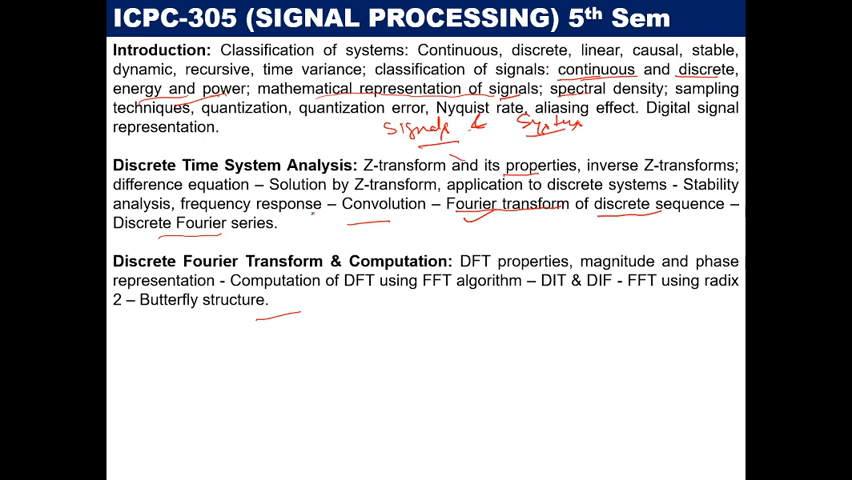 ICPC-305 (SIGNAL PROCESSING) 5th Sem
Introduction: Classification of systems: Continuous, discrete, linear, causal, stable,
dynamic, recursive, time variance; classification of signals: continuous and discrete,
energy and power; mathematical representation of signals; spectral density; sampling
techniques, quantization, quantization error, Nyquist rate, aliasing effect. Digital signal
representation.
Signals & Systems
Discrete Time System Analysis: Z-transform and its properties, inverse Z-transforms;
difference equation – Solution by Z-transform, application to discrete systems - Stability
analysis, frequency response – Convolution – Fourier transform of discrete sequence –
Discrete Fourier series.
Discrete Fourier Transform & Computation: DFT properties, magnitude and phase
representation - Computation of DFT using FFT algorithm – DIT & DIF - FFT using radix
2 – Butterfly structure.